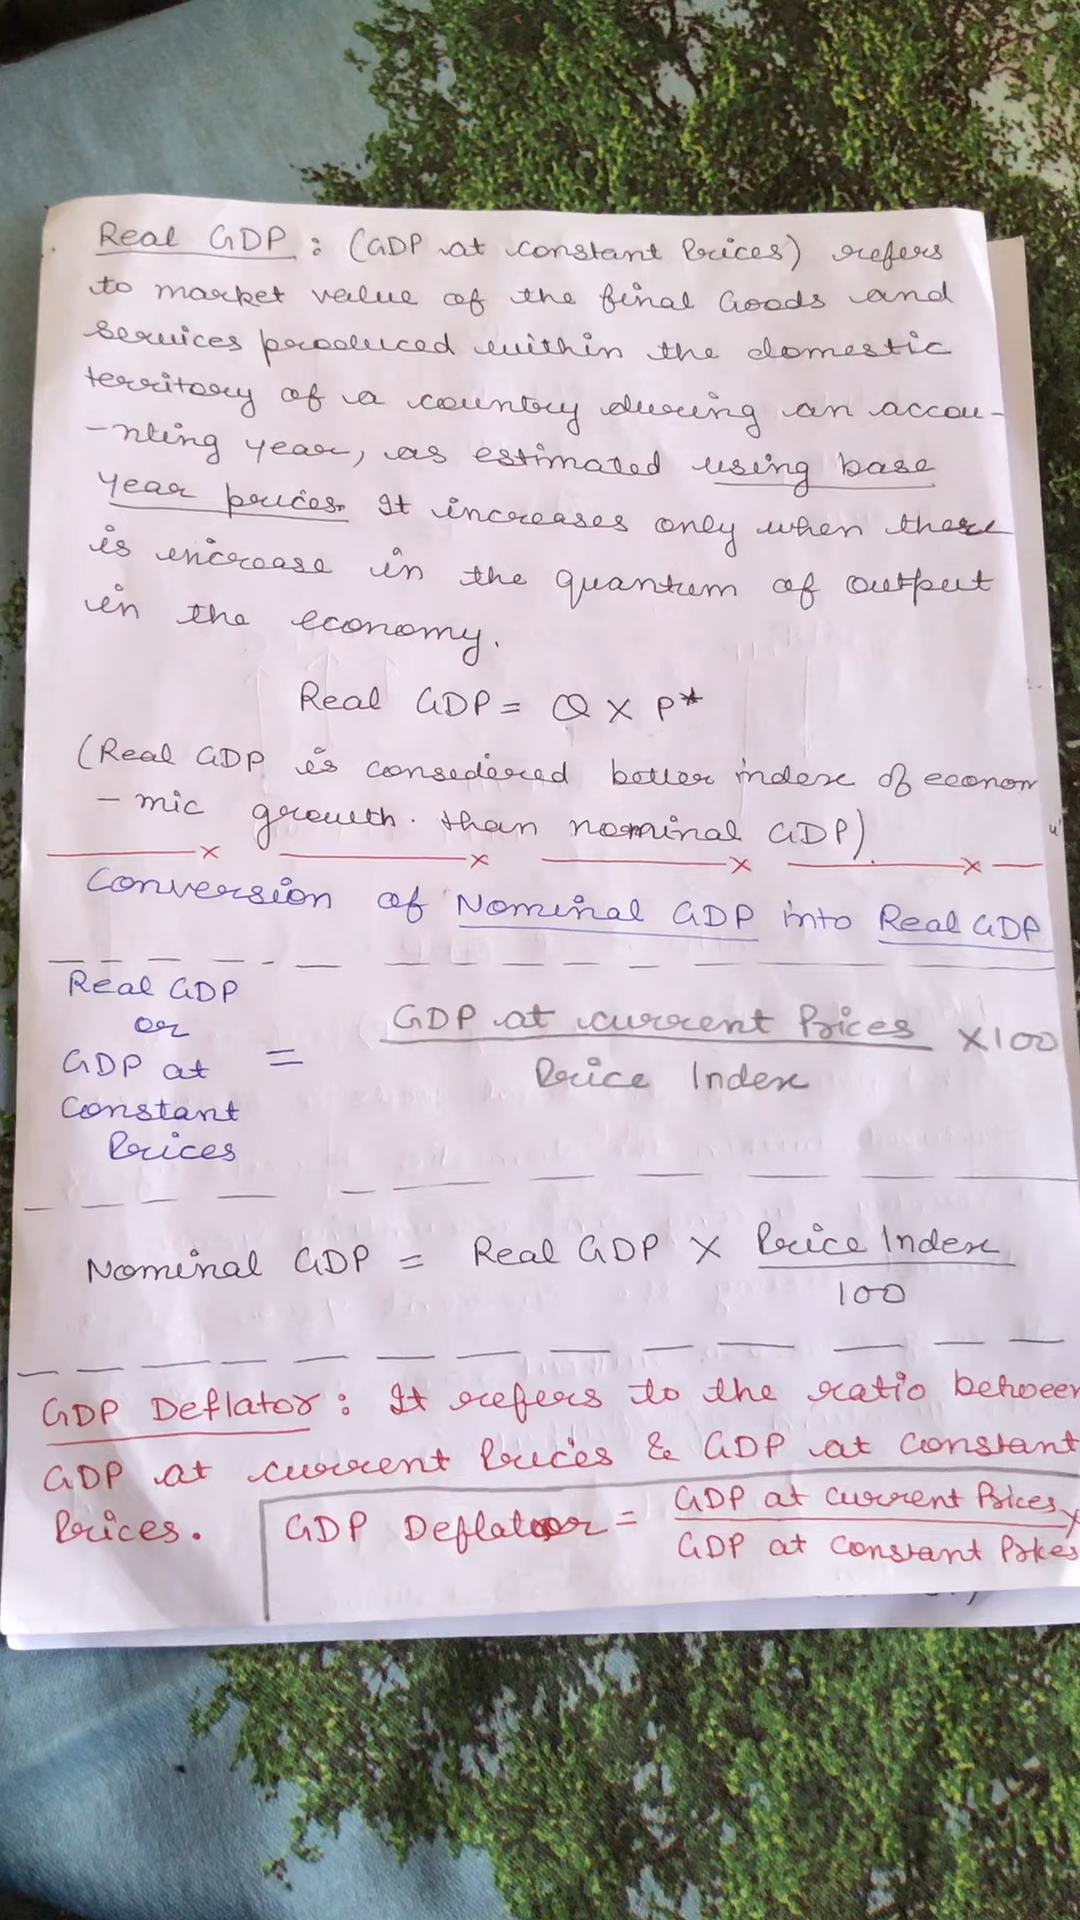 Real GDP : (GDP at constant Prices) refers
to market value of the final Goods and
services produced within the domestic
territory of a country during an accou-
-nting year, as estimated using base
year prices. It increases only when there
is increase in the quantum of output
in the economy.
Real GDP = Q X P*
(Real GDP is considered better index of econom
- mic growth. than nominal GDP).
Conversion of Nominal GDP into Real GDP
Real GDP
or
GDP at
Constant
Prices
= GDP at current Prices X100
Price Index
Nominal GDP = Real GDP X Price Index
100
GDP Deflator : It refers to the ratio between
GDP at current Prices & GDP at constant
Prices.
GDP Deflator = GDP at current Prices X
GDP at Constant Prices